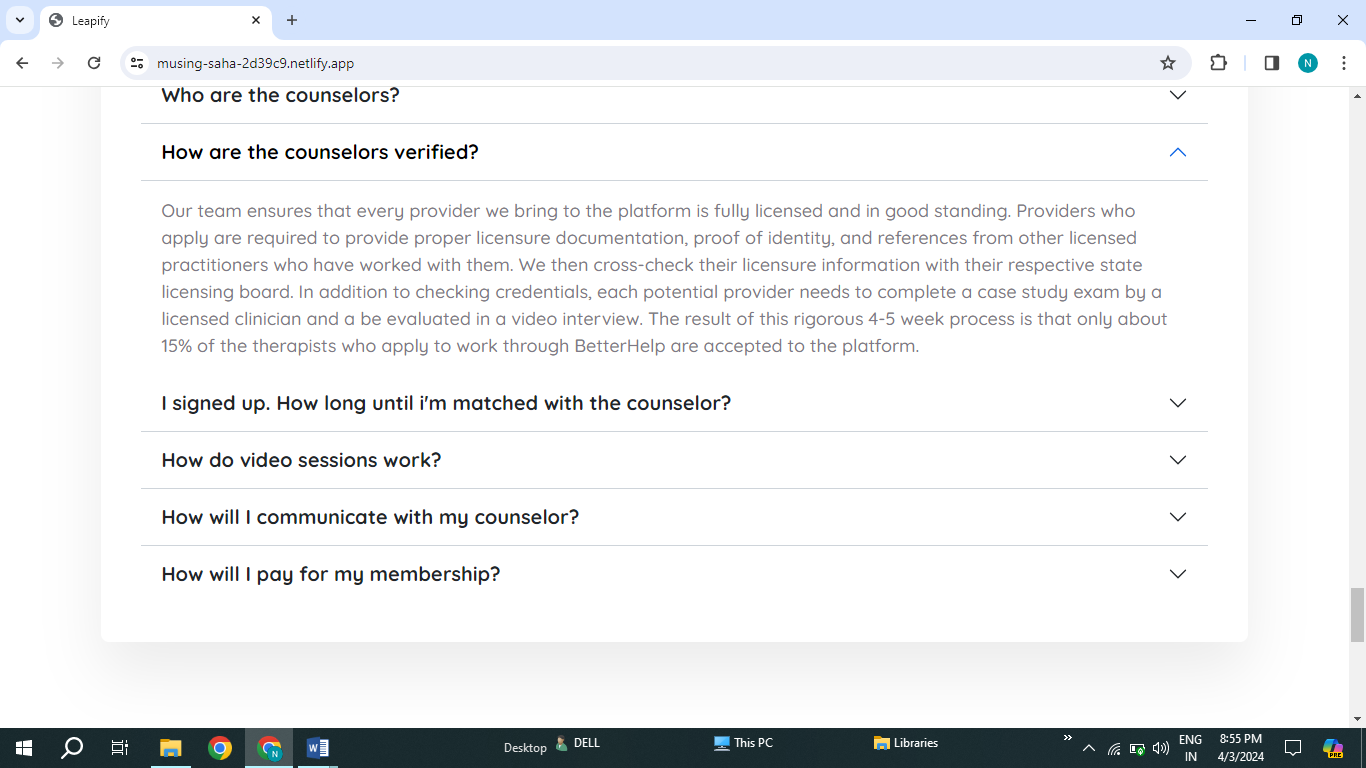 Leapify
musing-saha-2d39c9.netlify.app
N
Who are the counselors?
How are the counselors verified?
Our team ensures that every provider we bring to the platform is fully licensed and in good standing. Providers who
apply are required to provide proper licensure documentation, proof of identity, and references from other licensed
practitioners who have worked with them. We then cross-check their licensure information with their respective state
licensing board. In addition to checking credentials, each potential provider needs to complete a case study exam by a
licensed clinician and a be evaluated in a video interview. The result of this rigorous 4-5 week process is that only about
15% of the therapists who apply to work through BetterHelp are accepted to the platform.
I signed up. How long until i'm matched with the counselor?
How do video sessions work?
How will I communicate with my counselor?
How will I pay for my membership?
N
W
Desktop
DELL
This PC
Libraries
ENG
IN
8:55 PM
4/3/2024
PRE